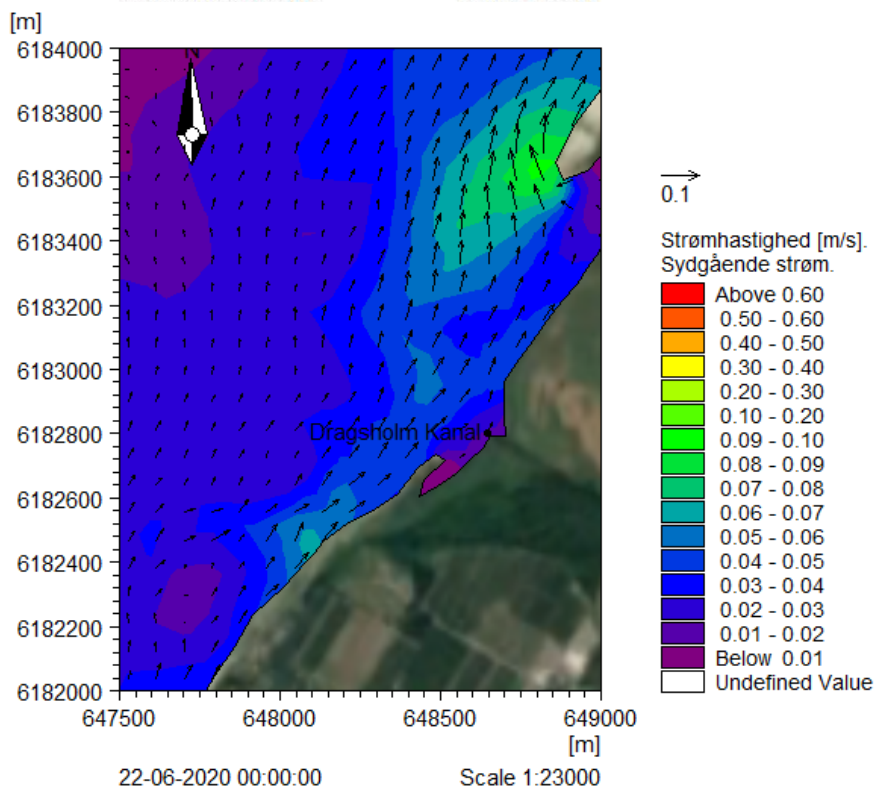 [m]
6184000
6183800
6183600
6183400
6183200
6183000
6182800
6182600
6182400
6182200
6182000
N
Dragsholm Kanal
647500 648000 648500 649000
[m]
22-06-2020 00:00:00 Scale 1:23000
0.1
Strømhastighed [m/s].
Sydgående strøm.
Above 0.60
0.50 - 0.60
0.40 - 0.50
0.30 - 0.40
0.20 - 0.30
0.10 - 0.20
0.09 - 0.10
0.08 - 0.09
0.07 - 0.08
0.06 - 0.07
0.05 - 0.06
0.04 - 0.05
0.03 - 0.04
0.02 - 0.03
0.01 - 0.02
Below 0.01
Undefined Value